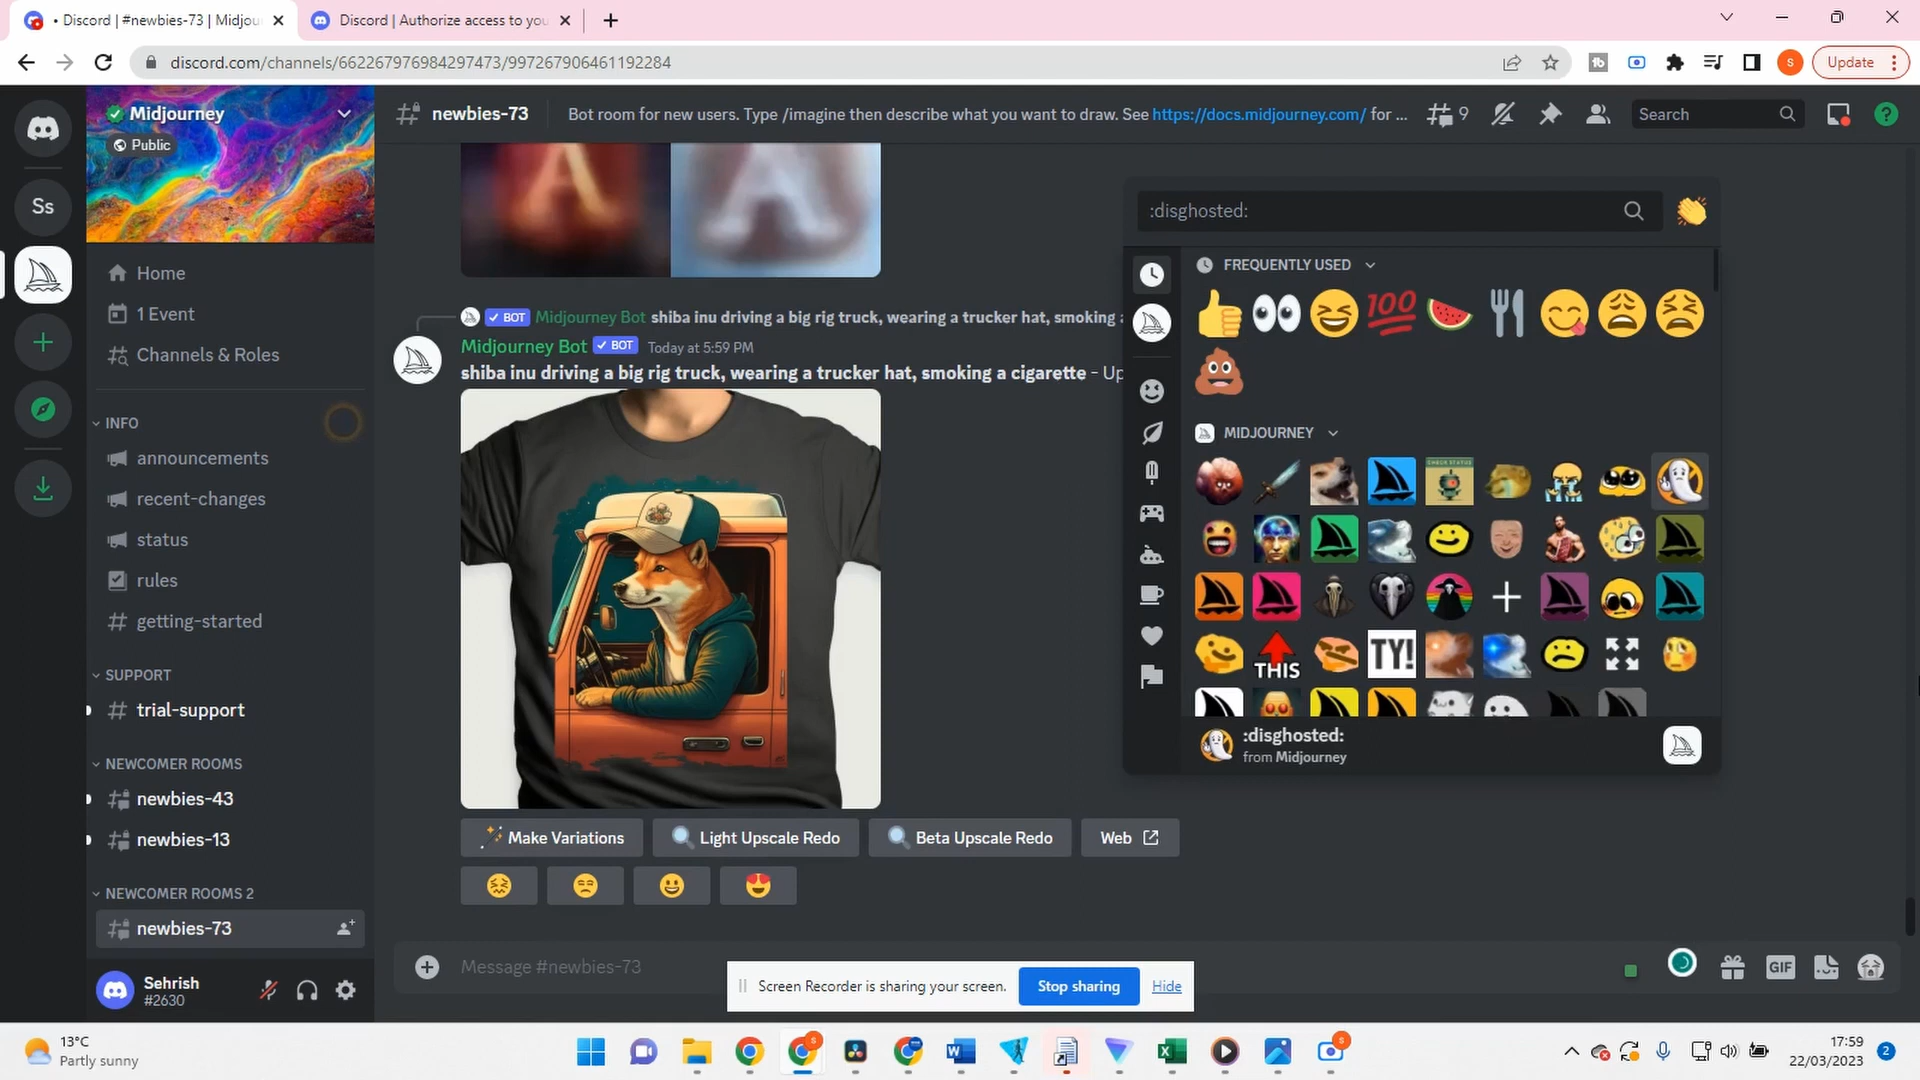 • Discord | #newbies-73 | Midjou
Discord | Authorize access to you
discord.com/channels/662267976984297473/997267906461192284
S
Update
Midjourney
Public
newbies-73
Bot room for new users. Type /imagine then describe what you want to draw. See https://docs.midjourney.com/ for ...
9
Search
Ss
Home
1 Event
Channels & Roles
INFO
announcements
recent-changes
status
rules
getting-started
SUPPORT
trial-support
NEWCOMER ROOMS
newbies-43
newbies-13
NEWCOMER ROOMS 2
newbies-73
Sehrish
#2630
A
A
BOT Midjourney Bot shiba inu driving a big rig truck, wearing a trucker hat, smoking a
Midjourney Bot BOT Today at 5:59 PM
shiba inu driving a big rig truck, wearing a trucker hat, smoking a cigarette - Up
Make Variations
Light Upscale Redo
Beta Upscale Redo
Web
Message #newbies-73
GIF
:disghosted:
FREQUENTLY USED
100
MIDJOURNEY
CHECK STATUS
THIS
TY!
:disghosted:
from Midjourney
Screen Recorder is sharing your screen.
Stop sharing
Hide
13°C
Partly sunny
17:59
22/03/2023
2